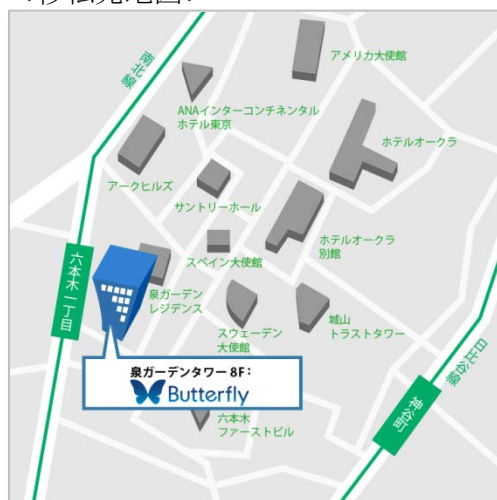 <移転先地図>
南北線
アメリカ大使館
ANAインターコンチネンタル
ホテル東京
ホテルオークラ
アークヒルズ
サントリーホール
ホテルオークラ
別館
スペイン大使館
六本木一丁目
泉ガーデン
レジデンス
スウェーデン
大使館
城山
トラストタワー
日比谷線
泉ガーデンタワー 8F：
Butterfly
神谷町
六本木
ファーストビル